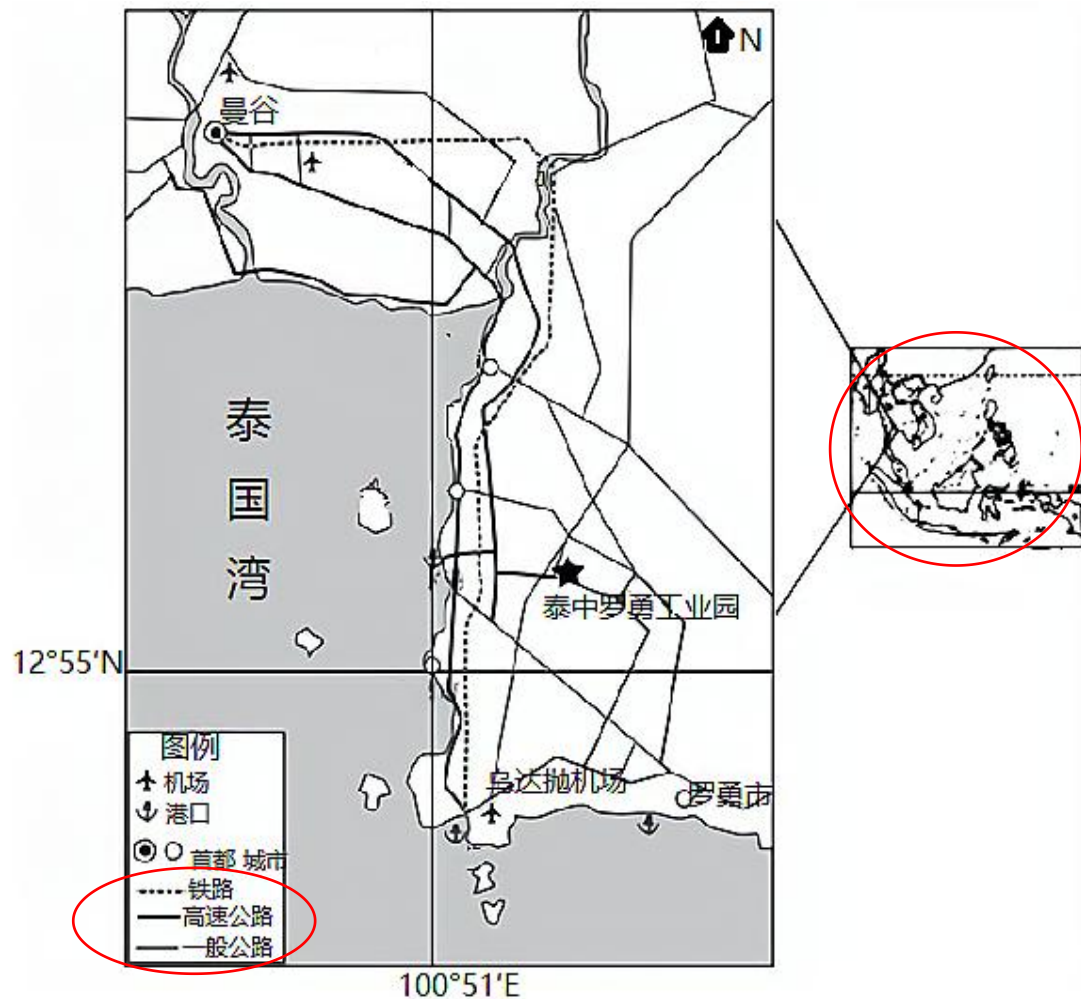 N
曼谷
泰
国
湾
泰中罗勇工业园
12°55′N
图例
机场
港口
首都 城市
铁路
高速公路
一般公路
乌达抛机场
罗勇市
100°51′E